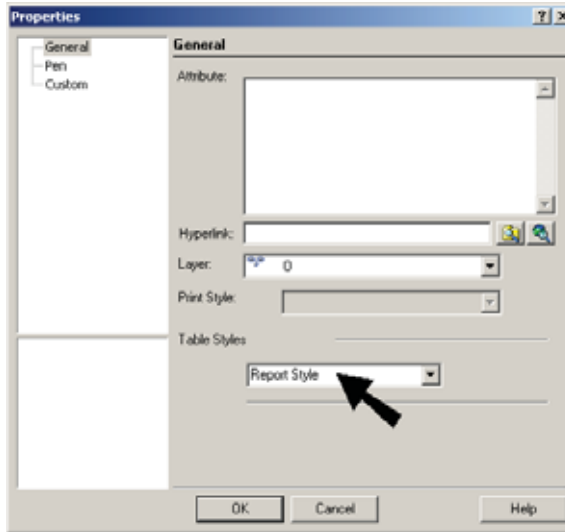 Properties
General
Pen
Custom
General
Attribute:
Hyperlink:
Layer: 0
Print Style:
Table Styles
Report Style
OK Cancel Help